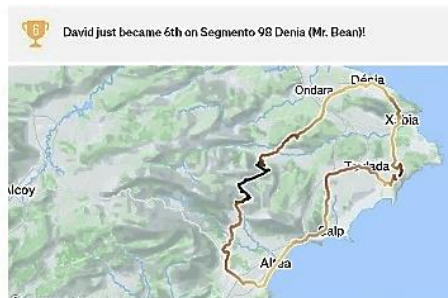 6
David just became 6th on Segmento 98 Denia (Mr. Bean)!
Dénia
Ondara
Xàbia
Teulada
Alcoy
Calp
Altea